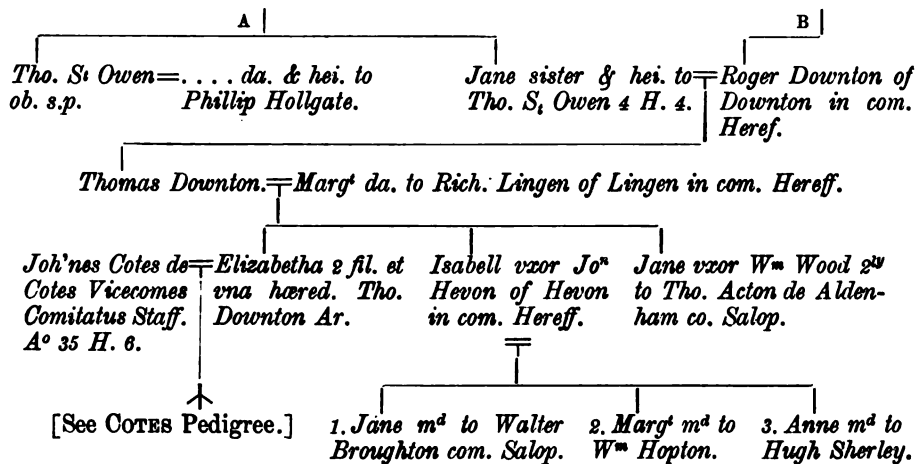 A
B
Tho. St Owen=. . . . da. & hei. to
ob. s.p. Phillip Hollgate.
Jane sister & hei. to
Tho. St Owen 4 H. 4.
Roger Downton of
Downton in com.
Heref.
Thomas Downton.
Margt da. to Rich. Lingen of Lingen in com. Hereff.
Joh'nes Cotes de
Cotes Vicecomes
Comitatus Staff.
Ao 35 H. 6.
Elizabetha 2 fil. et
vna hæred. Tho.
Downton Ar.
Isabell vxor Jon
Hevon of Hevon
in com. Hereff.
Jane vxor Wm Wood 2ly
to Tho. Acton de Alden-
ham co. Salop.
[See COTES Pedigree.]
1. Jane md to Walter
Broughton com. Salop.
2. Margt md to
Wm Hopton.
3. Anne md to
Hugh Sherley.